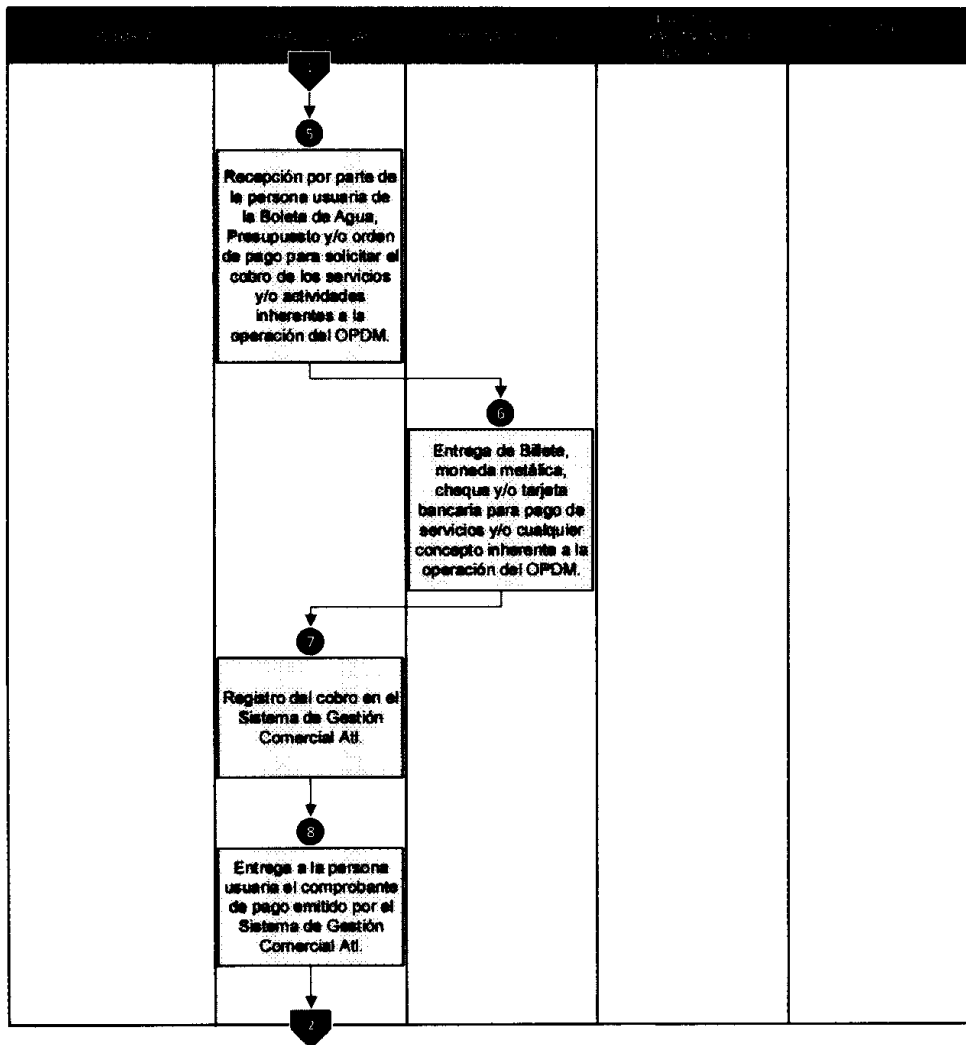 5
Recepción por parte de
la persona usuaria de
la Boleta de Agua,
Presupuesto y/o orden
de pago para solicitar el
cobro de los servicios
y/o actividades
inherentes a la
operación del OPDM.
6
Entrega de Billete,
moneda metálica,
cheque y/o tarjeta
bancaria para pago de
servicios y/o cualquier
concepto inherente a la
operación del OPDM.
7
Registro del cobro en el
Sistema de Gestión
Comercial Atl.
8
Entrega a la persona
usuaria el comprobante
de pago emitido por el
Sistema de Gestión
Comercial Atl.
2